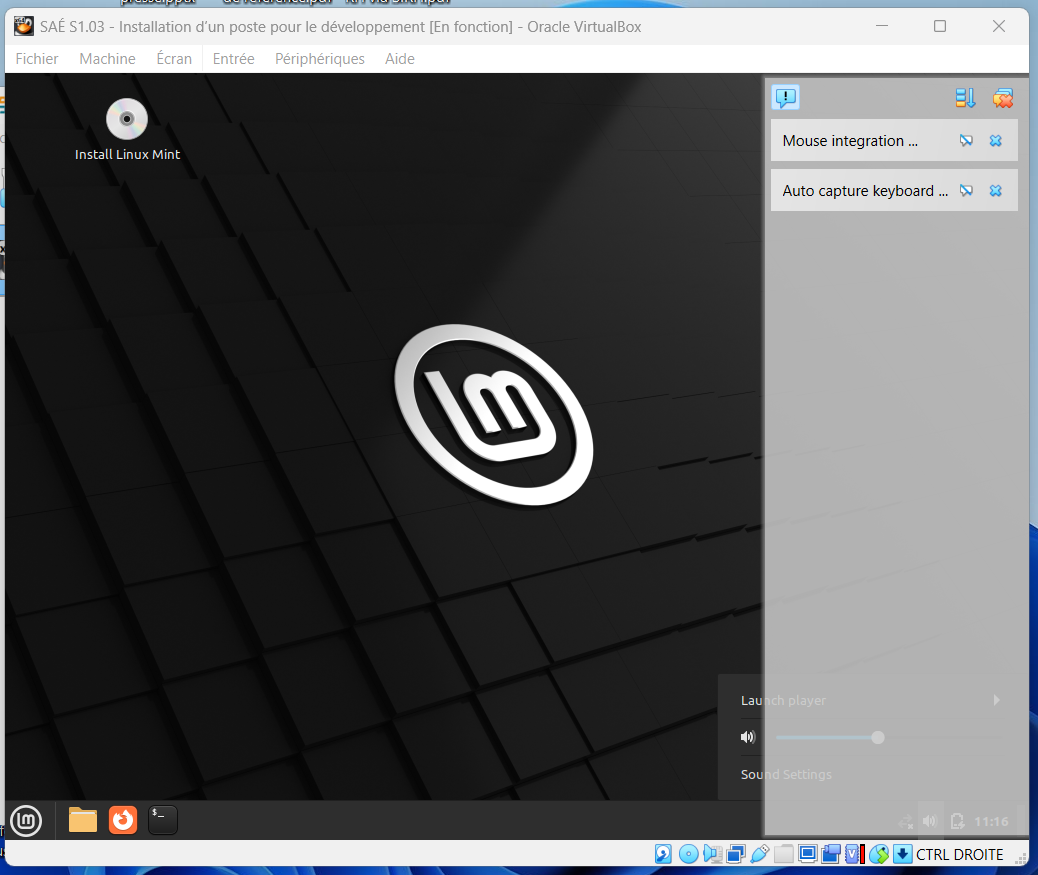 SAÉ S1.03 - Installation d'un poste pour le développement [En fonction] - Oracle VirtualBox
Fichier Machine Écran Entrée Périphériques Aide
Install Linux Mint
Mouse integration ...
Auto capture keyboard ...
Launch player
Sound Settings
11:16
CTRL DROITE